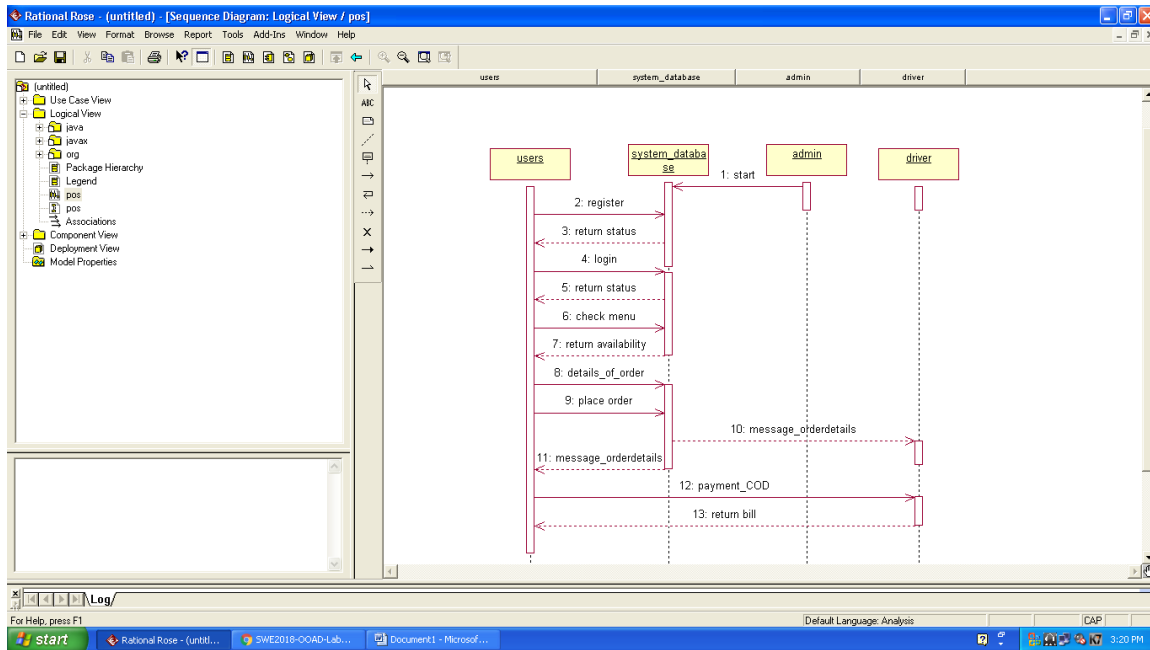 Rational Rose - (untitled) - [Sequence Diagram: Logical View / pos]
File Edit View Format Browse Report Tools Add-Ins Window Help
(untitled)
Use Case View
Logical View
java
javax
org
Package Hierarchy
Legend
pos
pos
Associations
Component View
Deployment View
Model Properties
ABC
users system_database admin driver
users
system_databa
se
admin
driver
1: start
2: register
3: return status
4: login
5: return status
6: check menu
7: return availability
8: details_of_order
9: place order
10: message_orderdetails
11: message_orderdetails
12: payment_COD
13: return bill
Log
For Help, press F1 Default Language: Analysis CAP
start Rational Rose - (untitl... SWE2018-OOAD-Lab... Document1 - Microsof... 3:20 PM